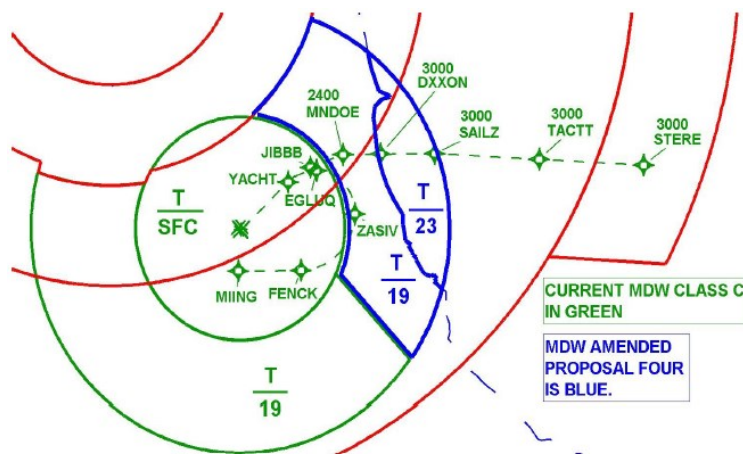 2400
MNDOE
3000
DXXON
3000
SAILZ
3000
TACTT
3000
STERE
JIBBB
YACHT
EGLUQ
ZASIV
T
SFC
T
23
T
19
MIING
FENCK
T
19
CURRENT MDW CLASS C
IN GREEN
MDW AMENDED
PROPOSAL FOUR
IS BLUE.